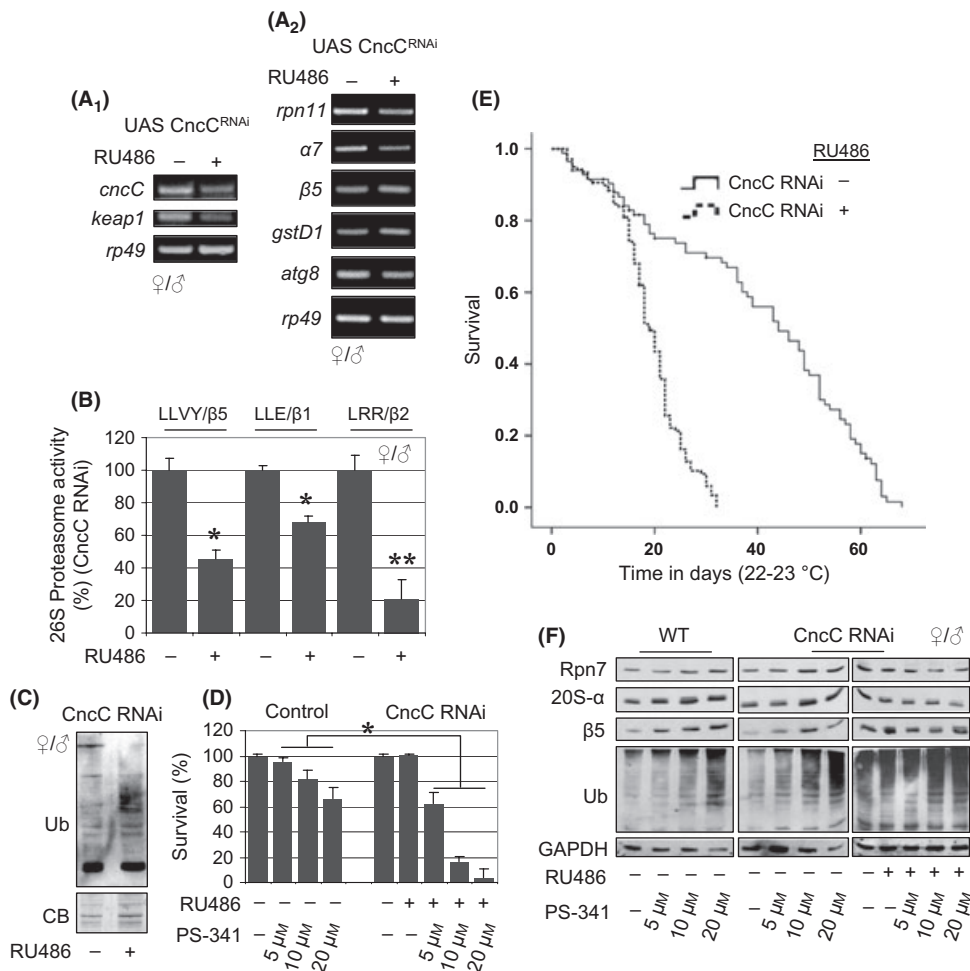 (A1)
UAS CncC^RNAi
RU486 – +
cncC
keap1
rp49
♀/♂
(A2)
UAS CncC^RNAi
RU486 – +
rpn11
α7
β5
gstD1
atg8
rp49
♀/♂
(B)
LLVY/β5 LLE/β1 LRR/β2
♀/♂
26S Proteasome activity
(%) (CncC RNAi)
120
100
80
60
40
20
0
* * **
RU486 – + – + – +
(C)
CncC RNAi
♀/♂
Ub
CB
RU486 – +
(D)
Control CncC RNAi
*
Survival (%)
120
100
80
60
40
20
0
RU486 – – – – – + + + +
PS-341 – 5 µM 10 µM 20 µM – – 5 µM 10 µM 20 µM
(E)
RU486
CncC RNAi –
CncC RNAi +
Survival
1.0
0.8
0.6
0.4
0.2
0.0
0 20 40 60
Time in days (22-23 °C)
(F)
WT CncC RNAi ♀/♂
Rpn7
20S-α
β5
Ub
GAPDH
RU486 – – – – – – – – – + + + +
PS-341 – 5 µM 10 µM 20 µM – 5 µM 10 µM 20 µM – – 5 µM 10 µM 20 µM